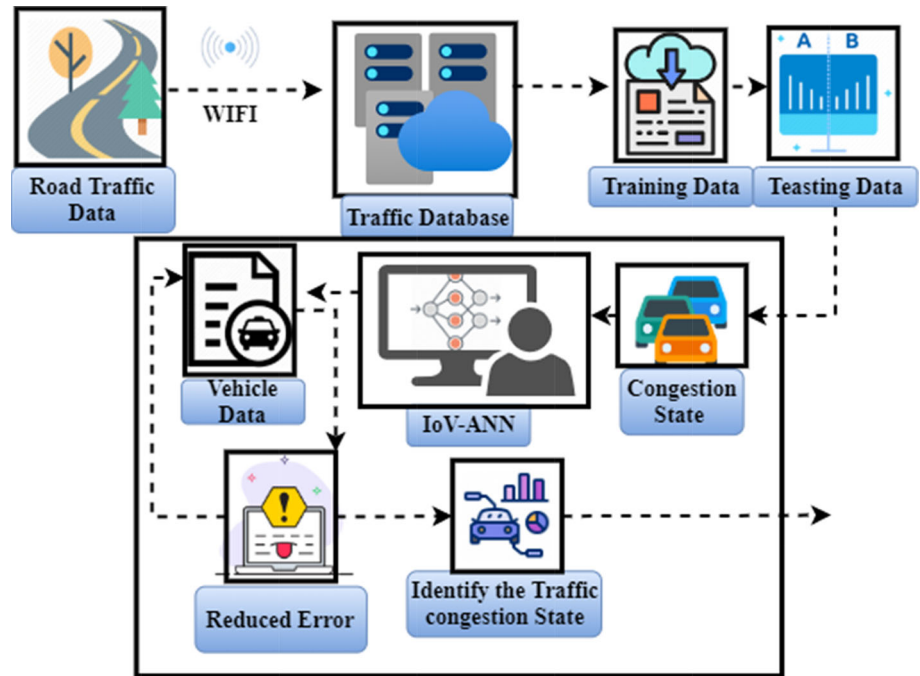 WIFI
A B
Road Traffic
Data
Traffic Database
Training Data
Teasting Data
Vehicle
Data
IoV-ANN
Congestion
State
Reduced Error
Identify the Traffic
congestion State